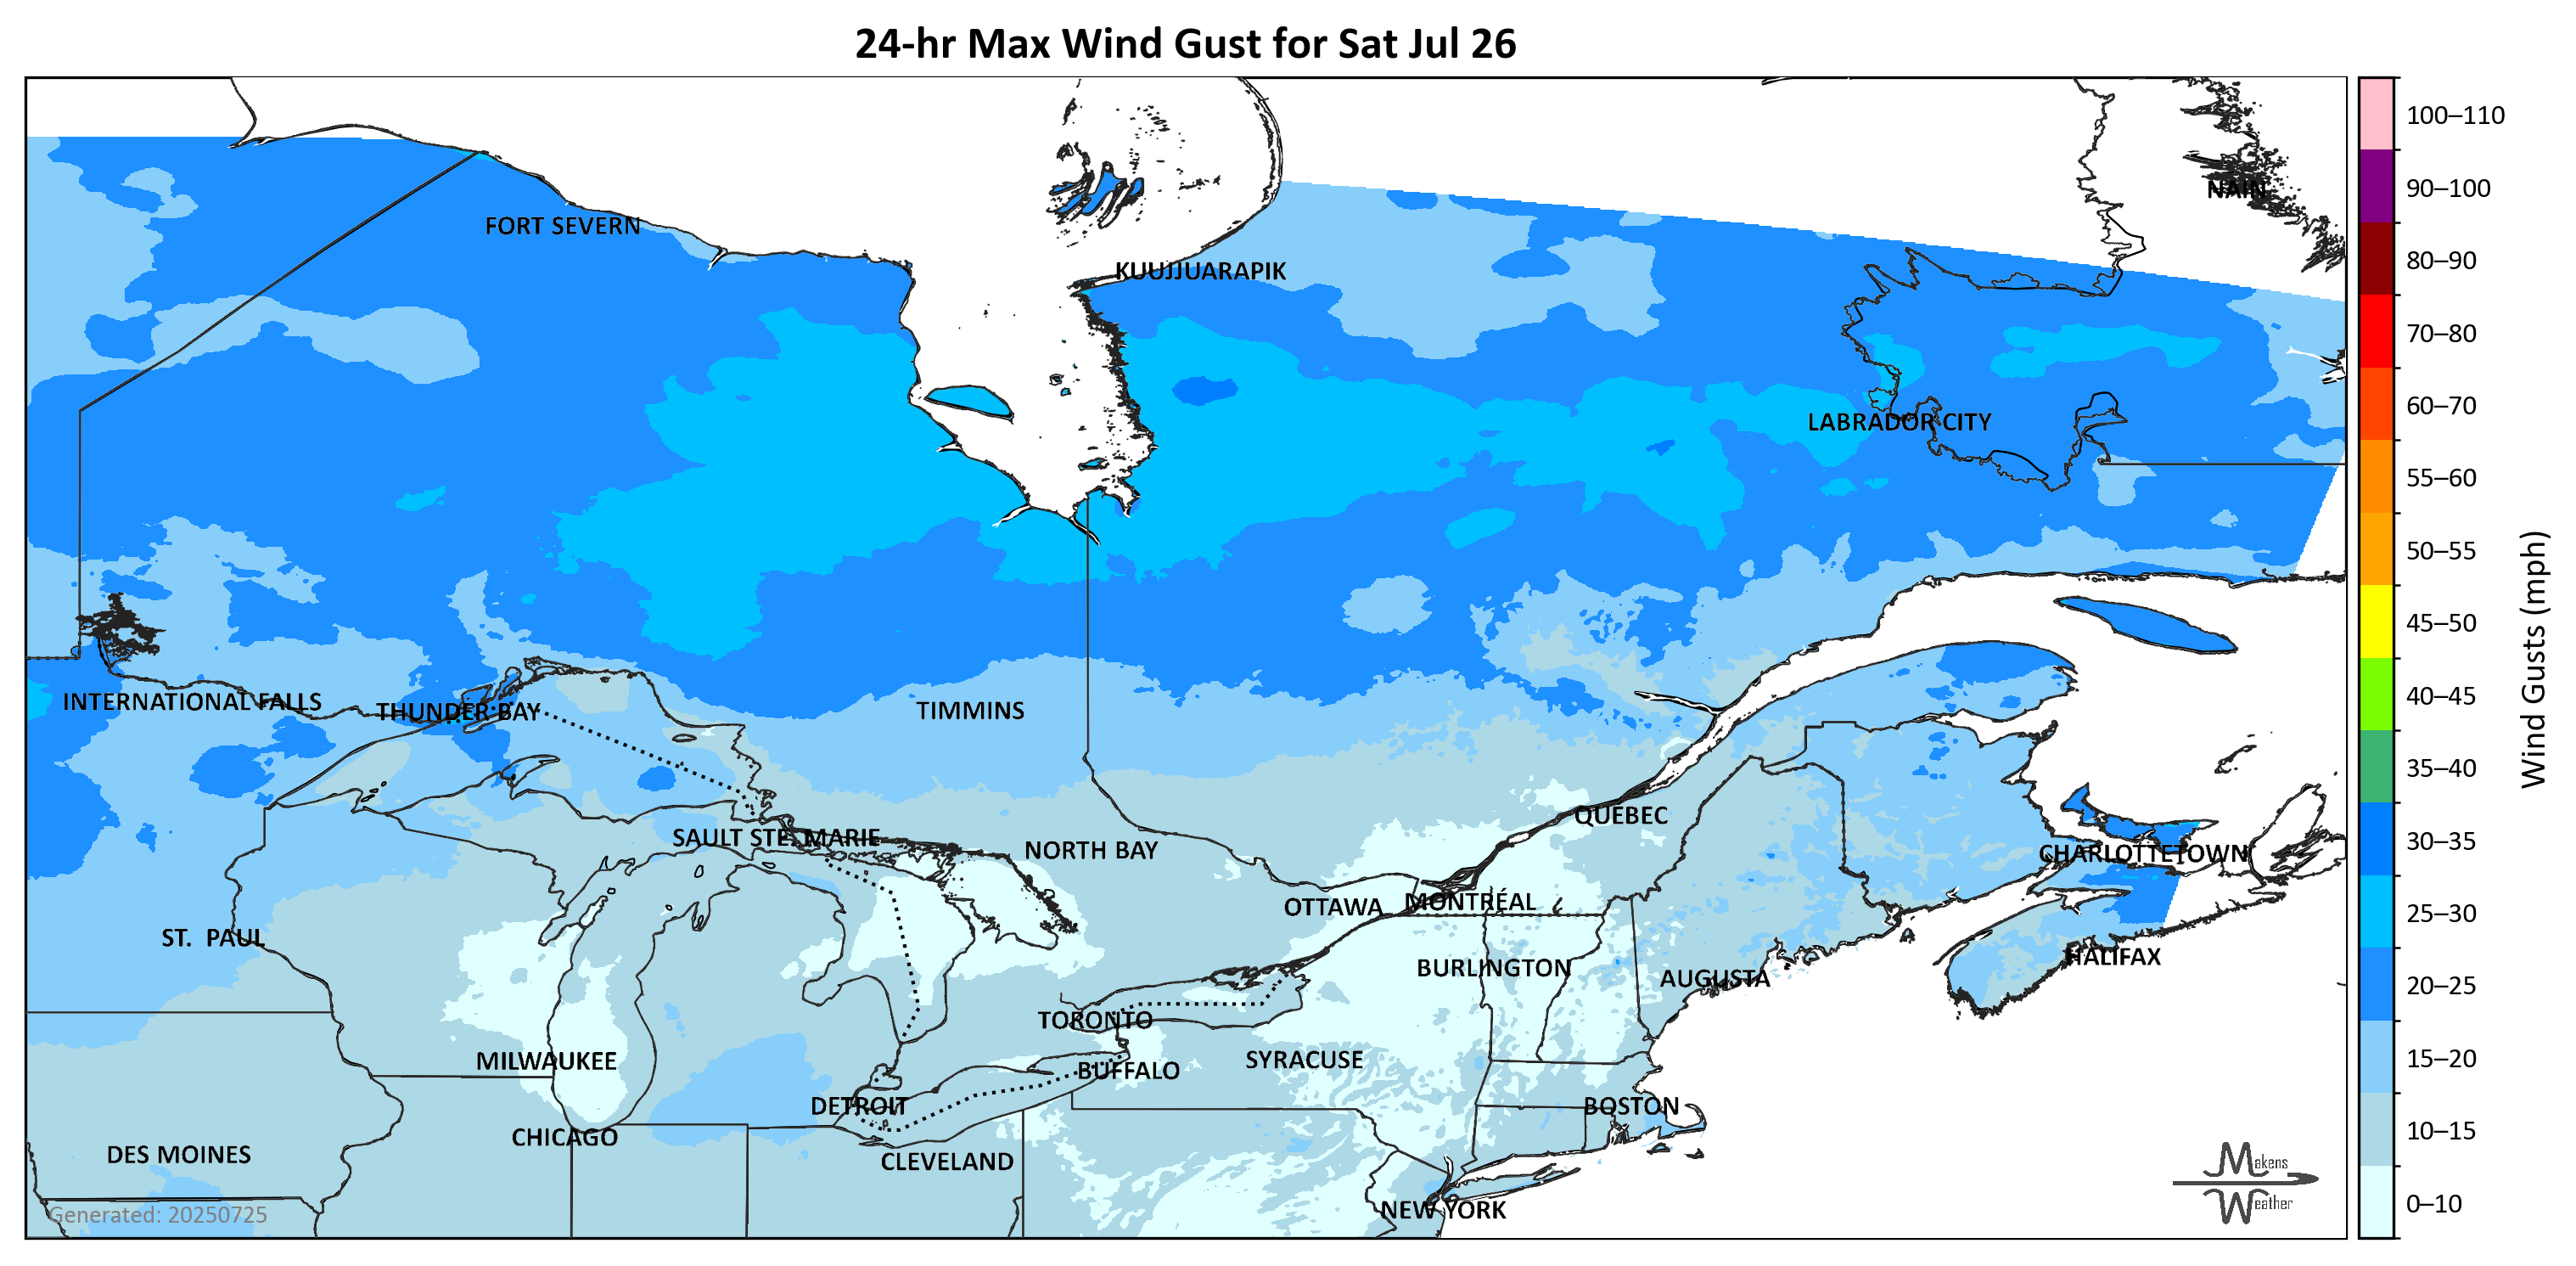 24-hr Max Wind Gust for Sat Jul 26
100–110
NAIN
90–100
FORT SEVERN
80–90
KUUJJUARAPIK
70–80
60–70
LABRADOR CITY
55–60
50–55
Wind Gusts (mph)
45–50
INTERNATIONAL FALLS
THUNDER BAY
TIMMINS
40–45
35–40
QUEBEC
SAULT STE. MARIE
30–35
NORTH BAY
CHARLOTTETOWN
OTTAWA
MONTRÉAL
25–30
ST. PAUL
HALIFAX
BURLINGTON
AUGUSTA
20–25
TORONTO
MILWAUKEE
SYRACUSE
15–20
BUFFALO
DETROIT
BOSTON
CHICAGO
10–15
DES MOINES
CLEVELAND
Makens
Weather
NEW YORK
0–10
Generated: 20250725